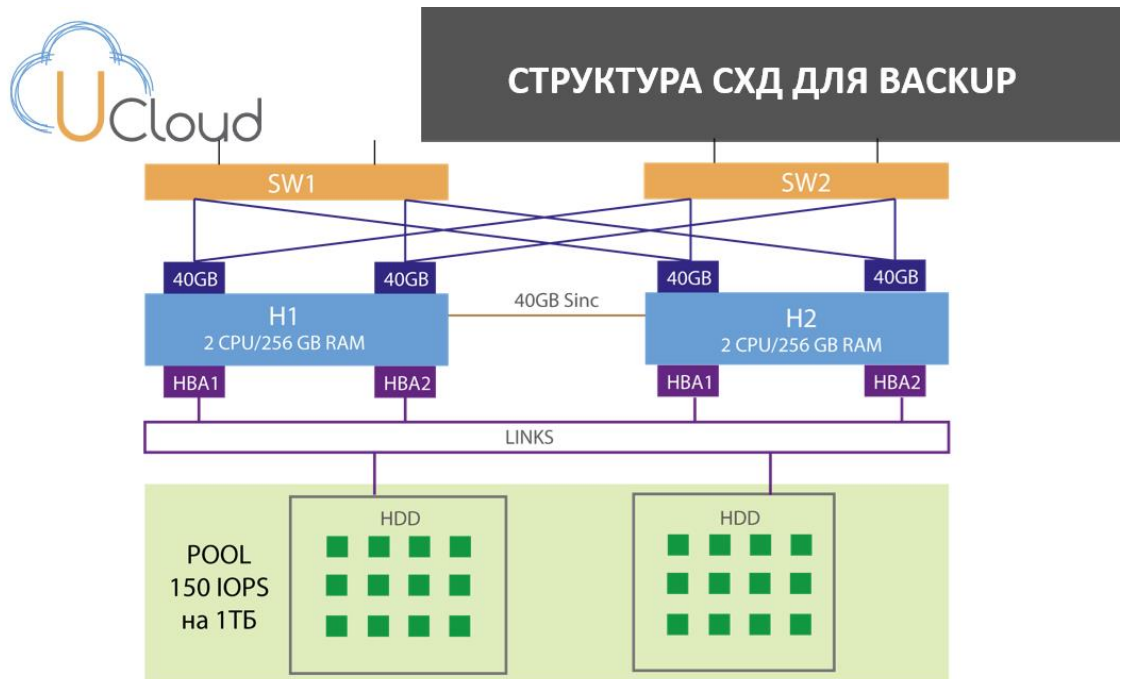 UCloud
СТРУКТУРА СХД ДЛЯ BACKUP
SW1
SW2
40GB
40GB
40GB
40GB
H1
2 CPU/256 GB RAM
40GB Sinc
H2
2 CPU/256 GB RAM
HBA1
HBA2
HBA1
HBA2
LINKS
POOL
150 IOPS
на 1ТБ
HDD
HDD